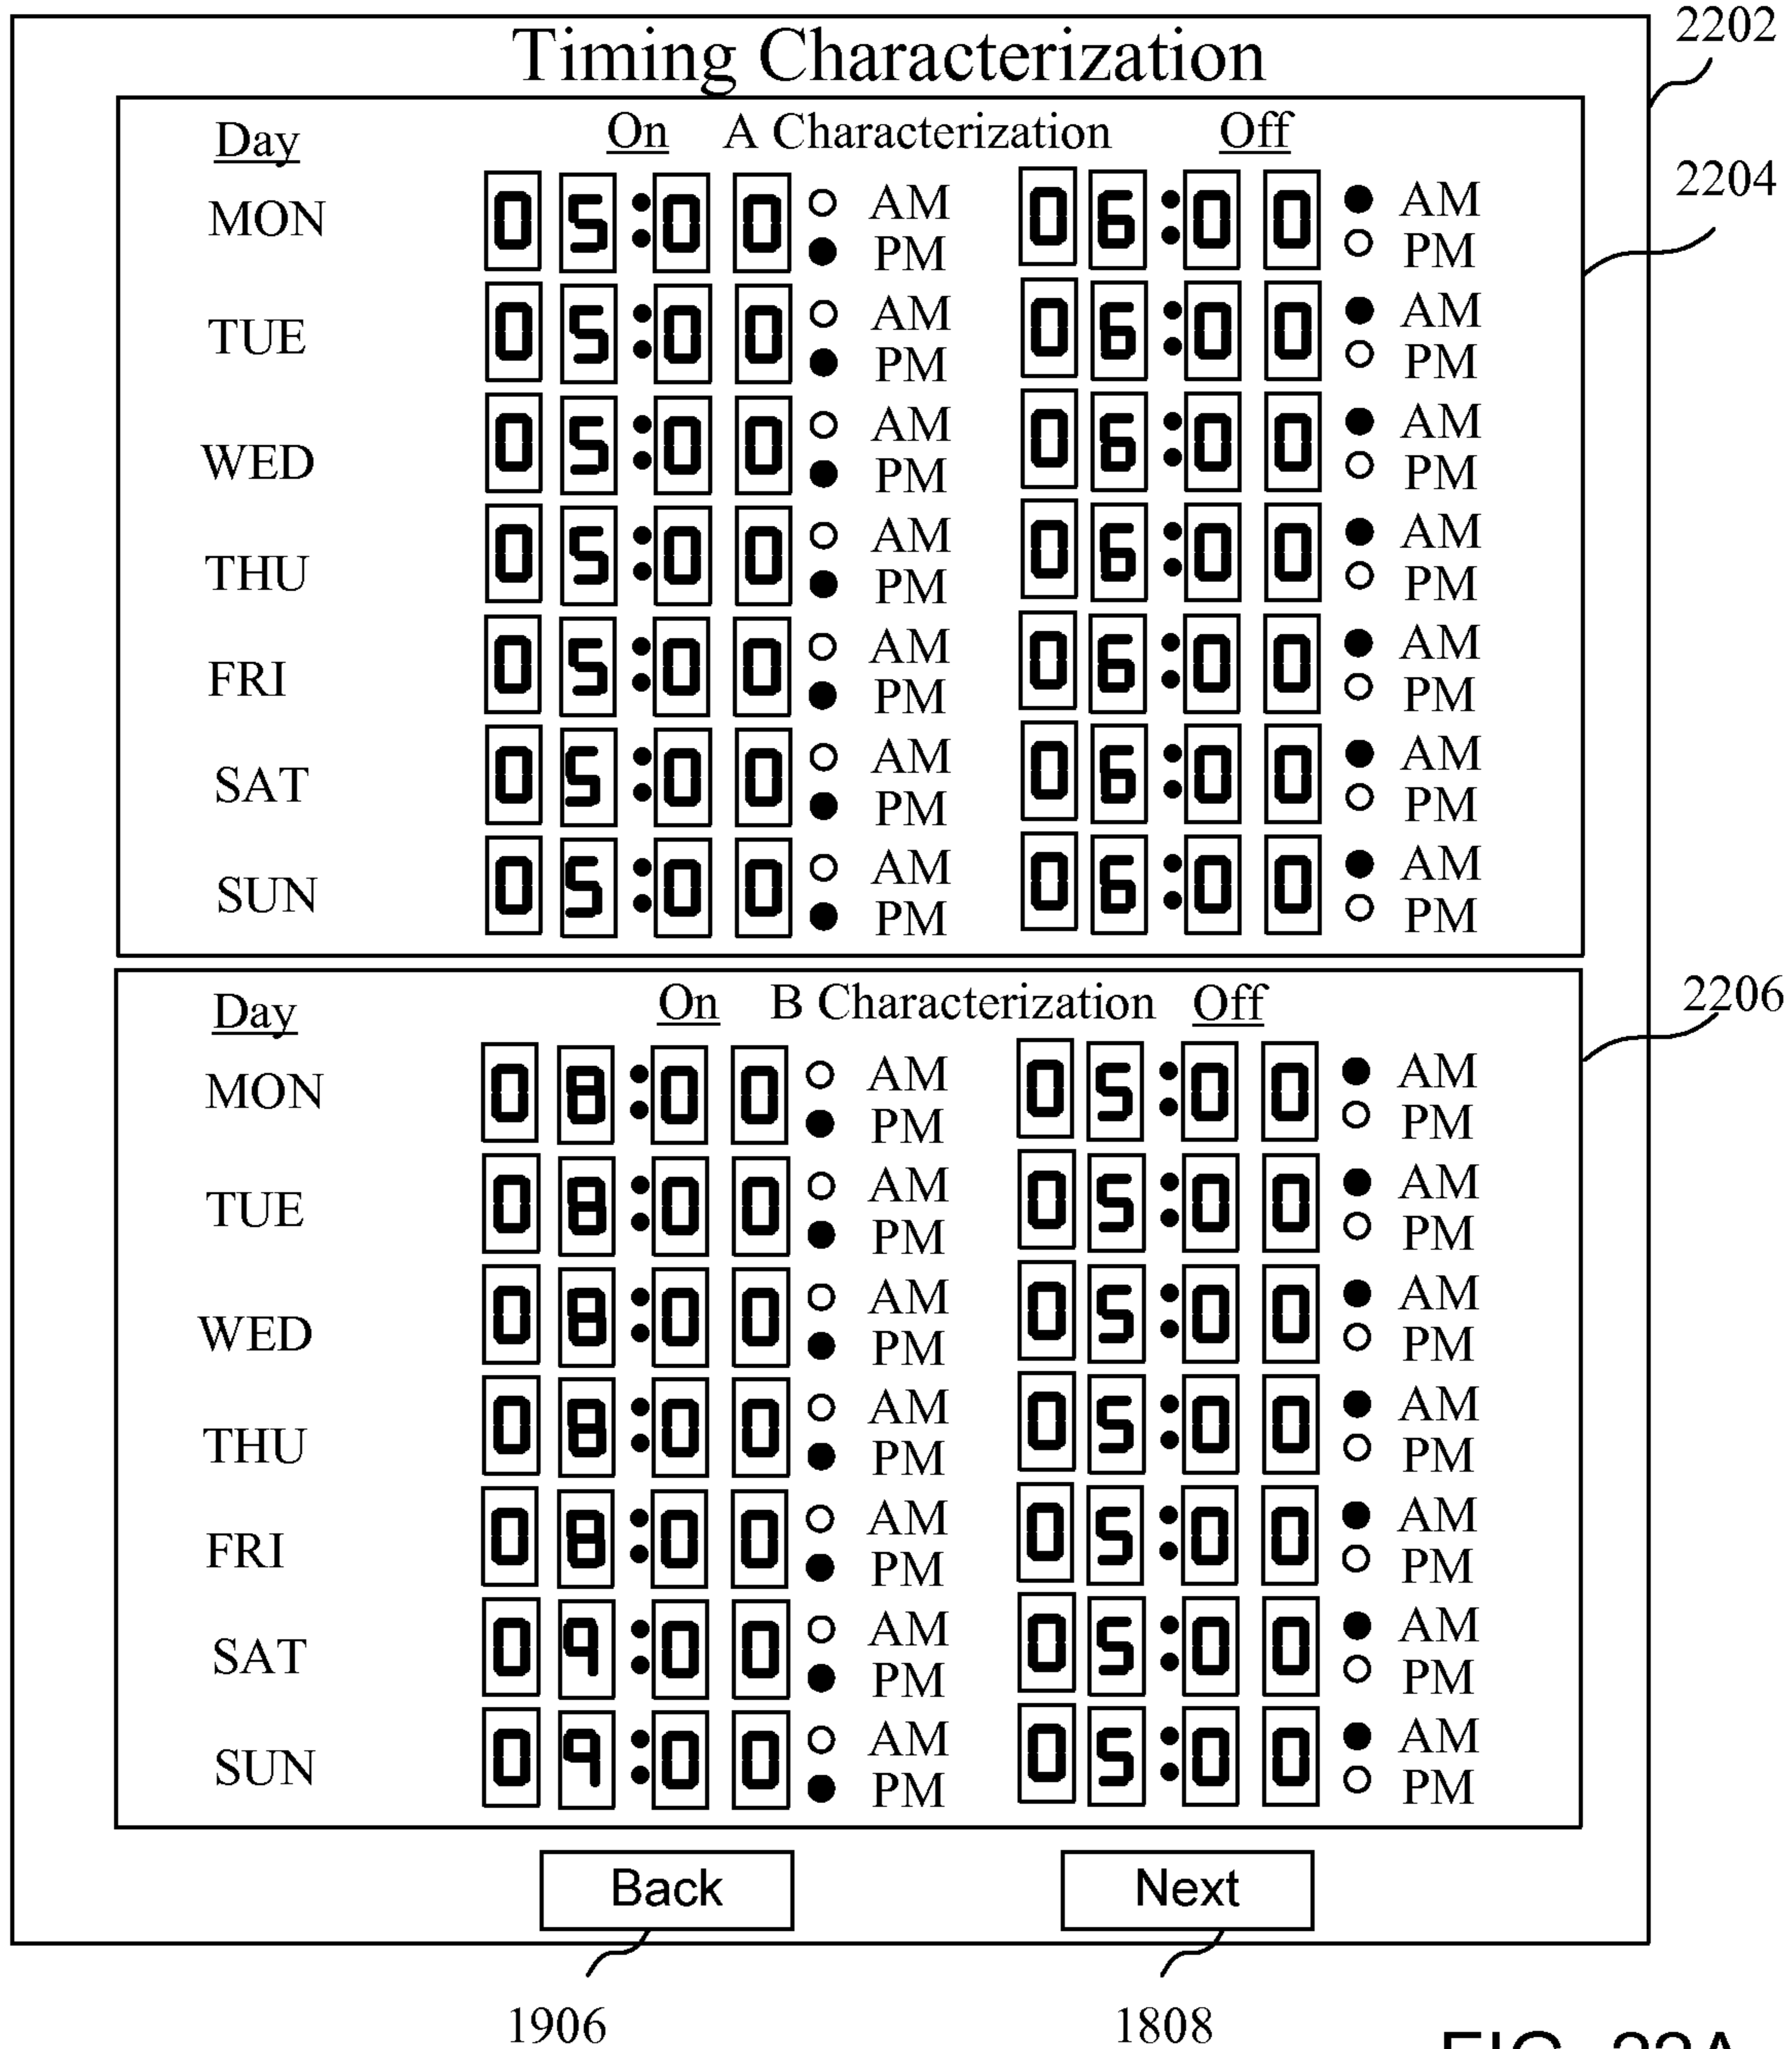 2202
Timing Characterization
Day On A Characterization Off
2204
MON 05:00 AM PM 06:00 AM PM
TUE 05:00 AM PM 06:00 AM PM
WED 05:00 AM PM 06:00 AM PM
THU 05:00 AM PM 06:00 AM PM
FRI 05:00 AM PM 06:00 AM PM
SAT 05:00 AM PM 06:00 AM PM
SUN 05:00 AM PM 06:00 AM PM
2206
Day On B Characterization Off
MON 08:00 AM PM 05:00 AM PM
TUE 08:00 AM PM 05:00 AM PM
WED 08:00 AM PM 05:00 AM PM
THU 08:00 AM PM 05:00 AM PM
FRI 08:00 AM PM 05:00 AM PM
SAT 09:00 AM PM 05:00 AM PM
SUN 09:00 AM PM 05:00 AM PM
Back Next
1906 1808
FIG. 22A